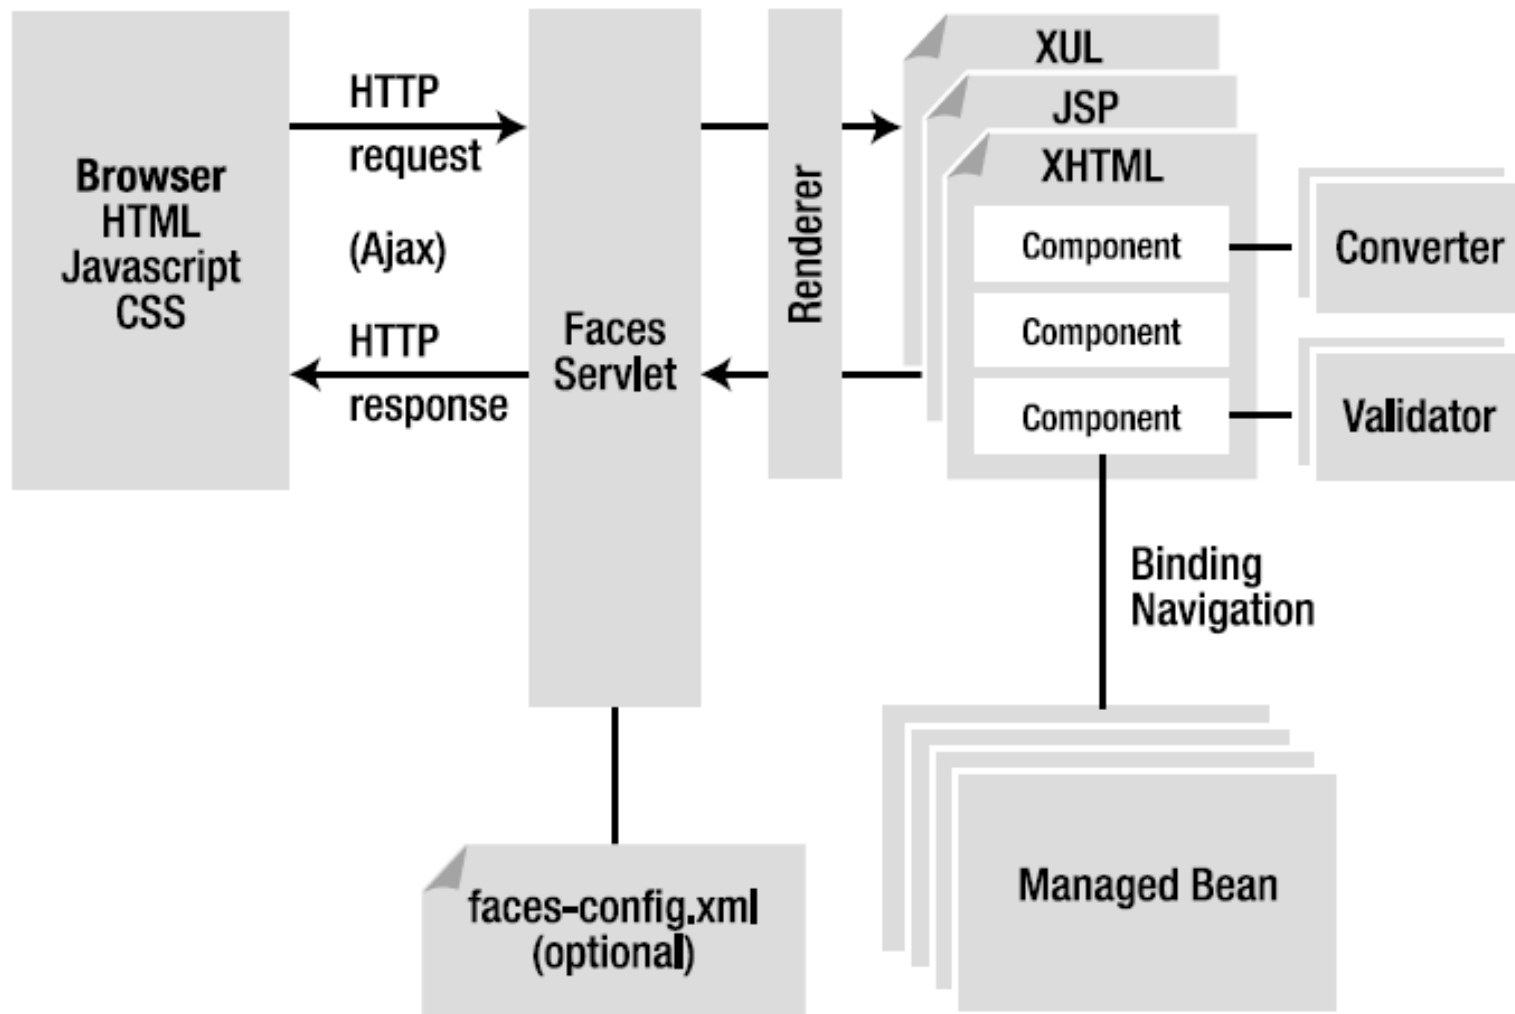 Browser
HTML
Javascript
CSS
HTTP
request
(Ajax)
HTTP
response
Faces
Servlet
Renderer
XUL
JSP
XHTML
Component
Component
Component
Converter
Validator
Binding
Navigation
faces-config.xml
(optional)
Managed Bean